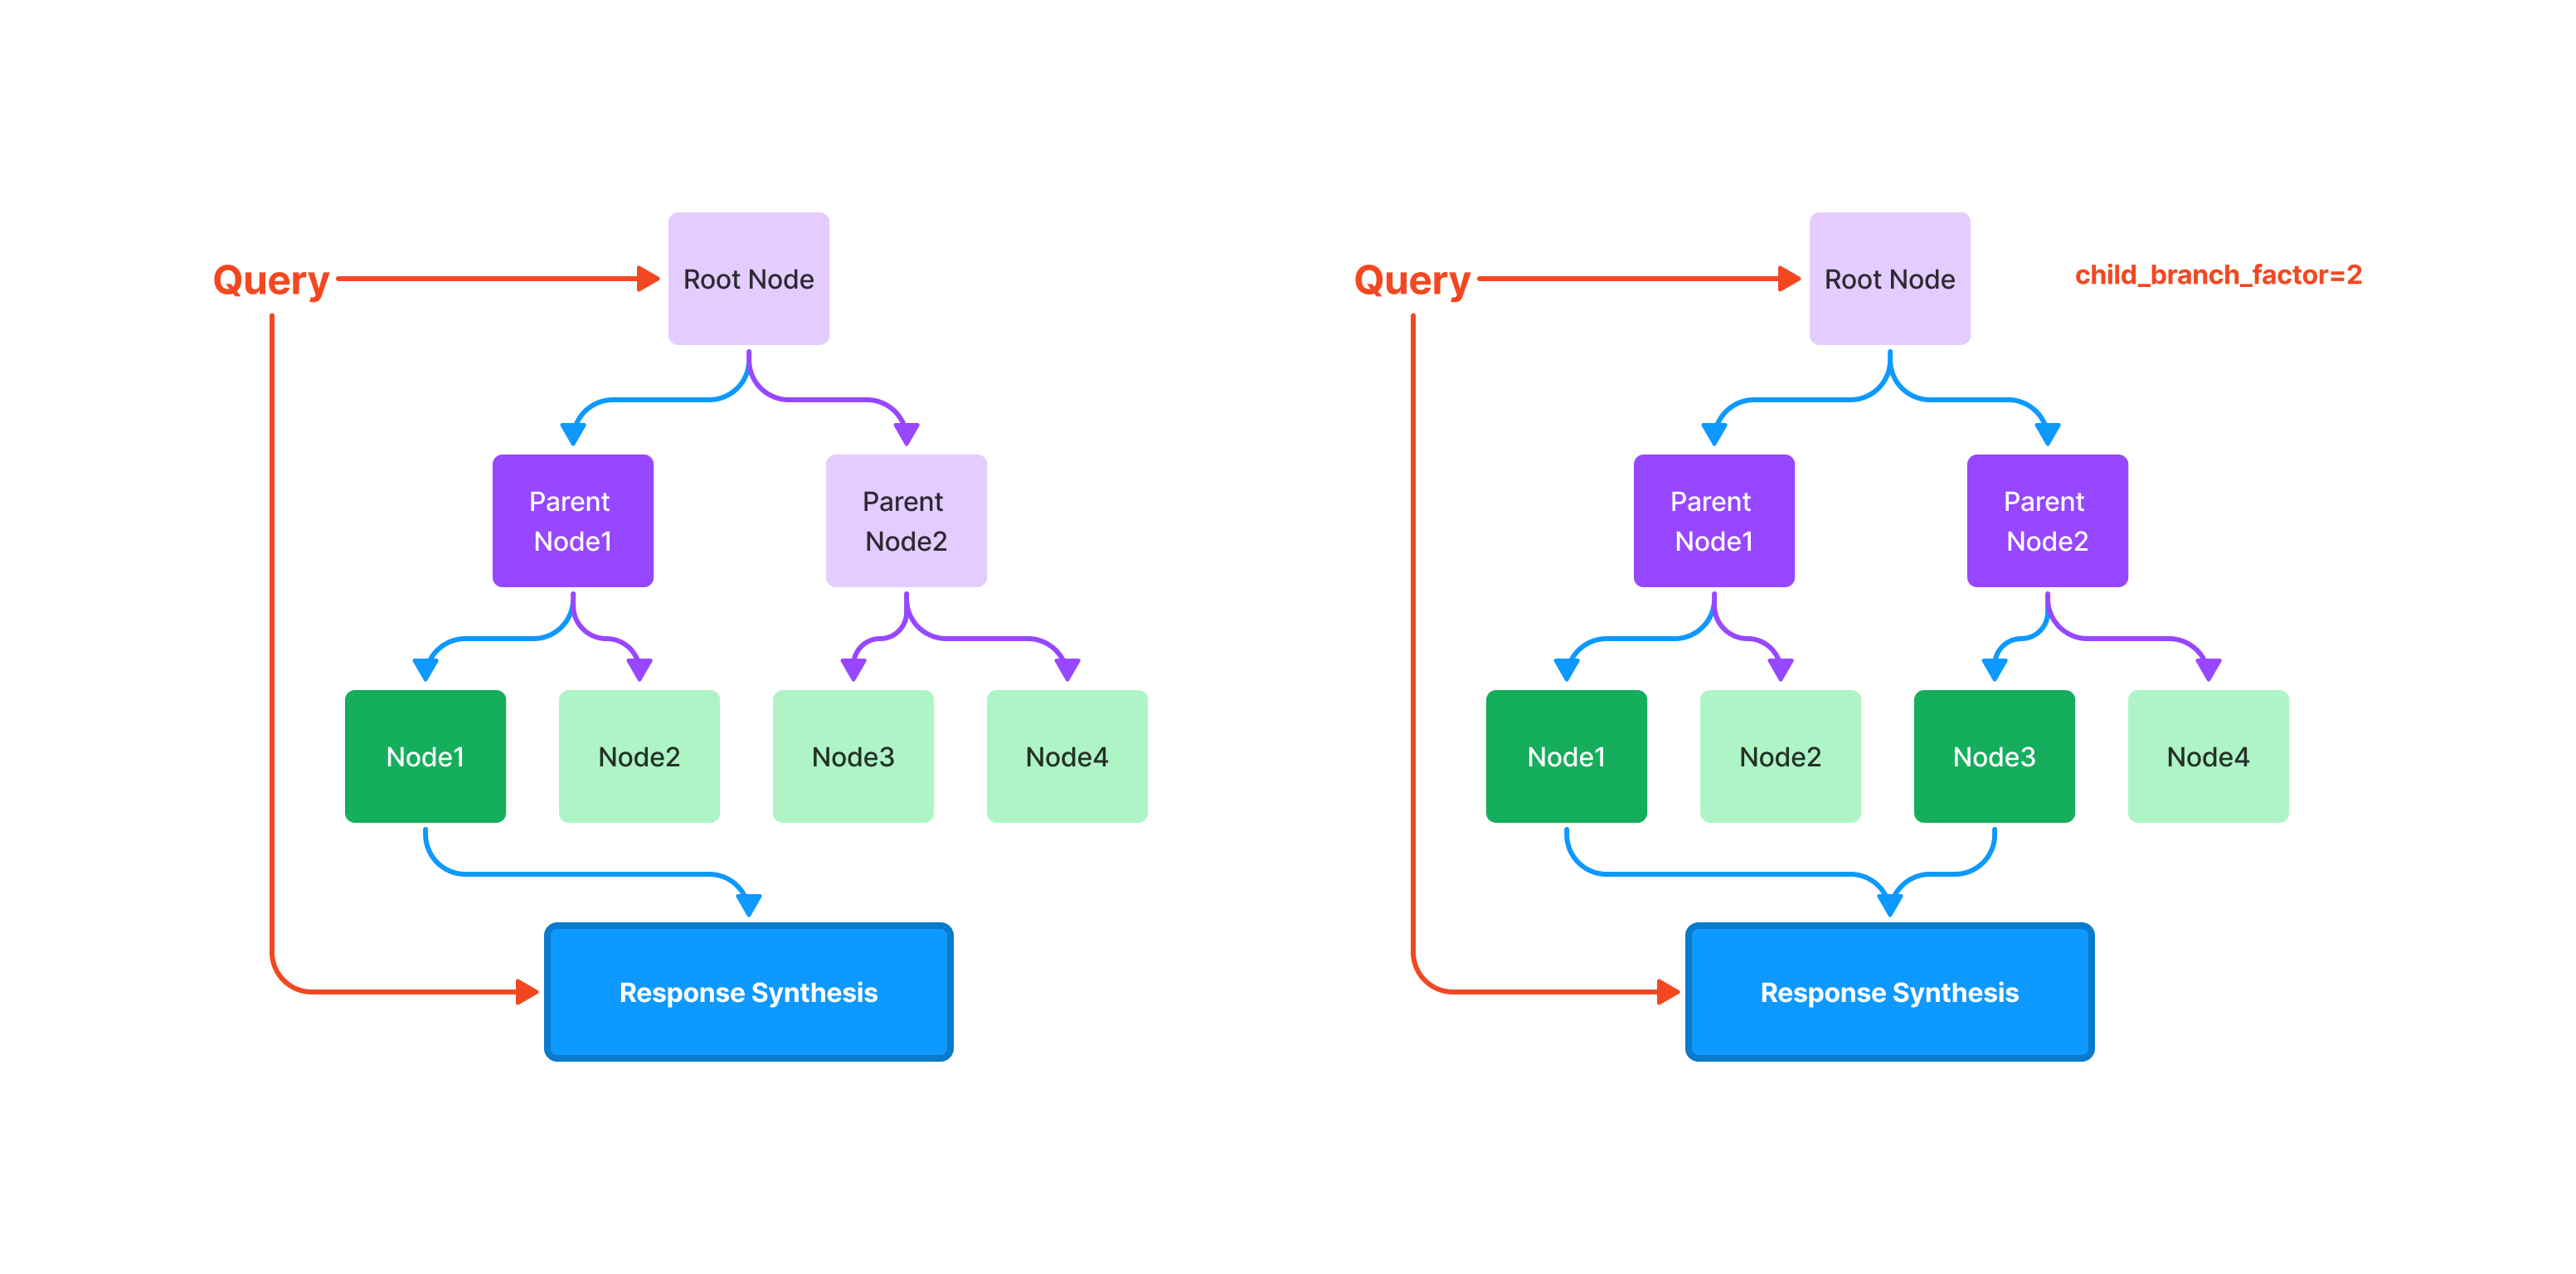 Query
Root Node
Parent
Node1
Parent
Node2
Node1
Node2
Node3
Node4
Response Synthesis
Query
Root Node
child_branch_factor=2
Parent
Node1
Parent
Node2
Node1
Node2
Node3
Node4
Response Synthesis